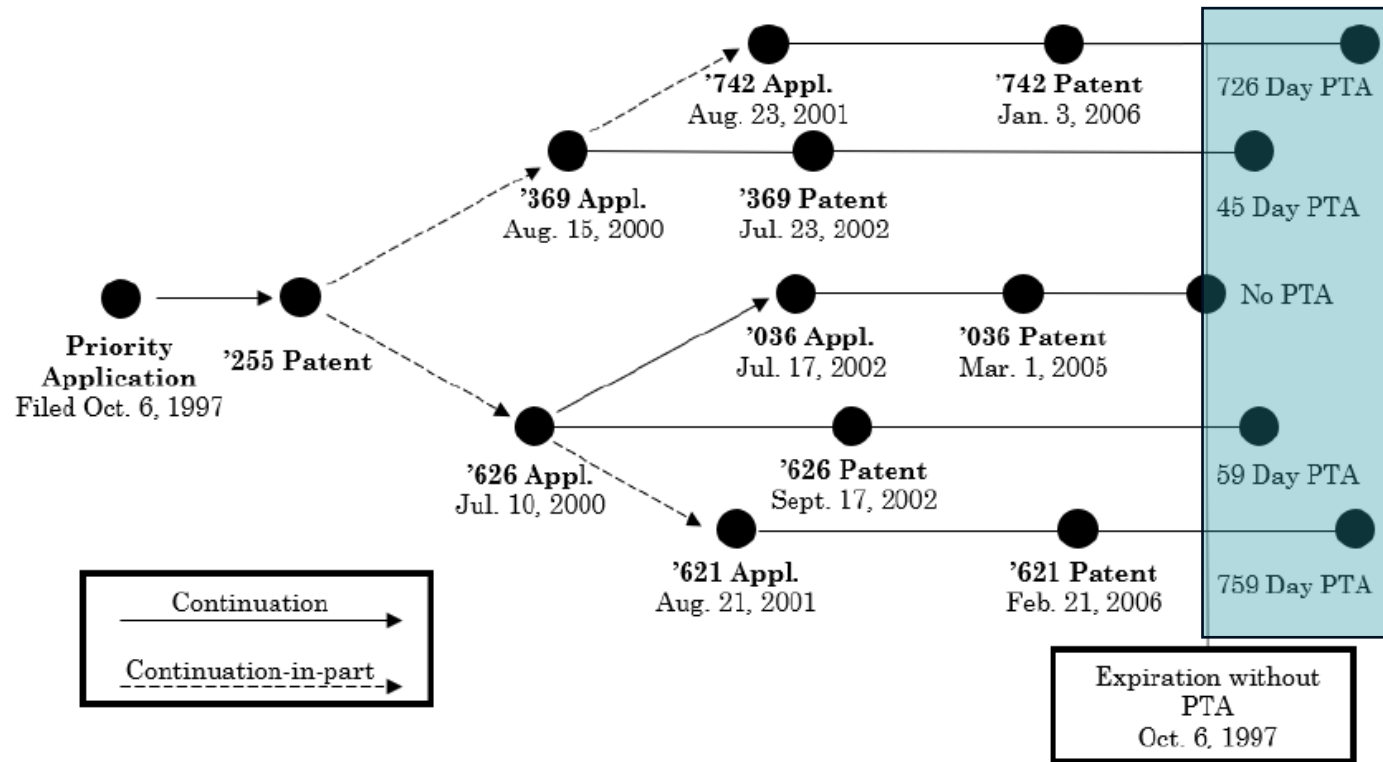 '742 Appl.
Aug. 23, 2001
'742 Patent
Jan. 3, 2006
726 Day PTA
'369 Appl.
Aug. 15, 2000
'369 Patent
Jul. 23, 2002
45 Day PTA
Priority
Application
Filed Oct. 6, 1997
'255 Patent
'036 Appl.
Jul. 17, 2002
'036 Patent
Mar. 1, 2005
No PTA
'626 Appl.
Jul. 10, 2000
'626 Patent
Sept. 17, 2002
59 Day PTA
'621 Appl.
Aug. 21, 2001
'621 Patent
Feb. 21, 2006
759 Day PTA
Continuation
Continuation-in-part
Expiration without
PTA
Oct. 6, 1997